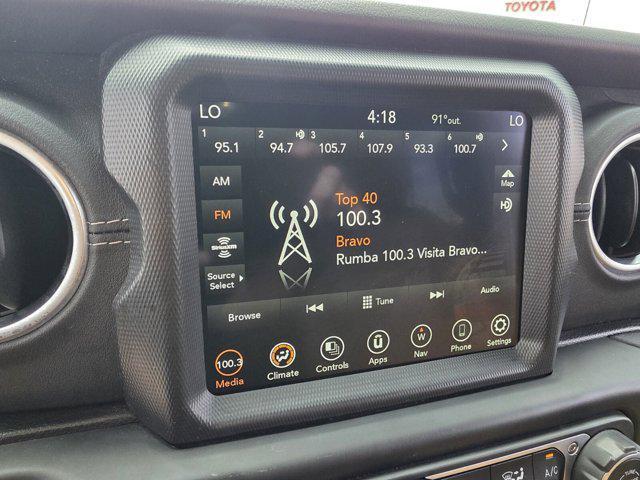 TOYOTA
LO 4:18 91°out. LO
1 95.1 2 94.7 3 105.7 4 107.9 5 93.3 6 100.7
AM
FM
SiriusXM
Source
Select
Top 40
100.3
Bravo
Rumba 100.3 Visita Bravo...
Map
Browse Tune Audio
100.3 Ü W
Media Climate Controls Apps Nav Phone Settings
A/C